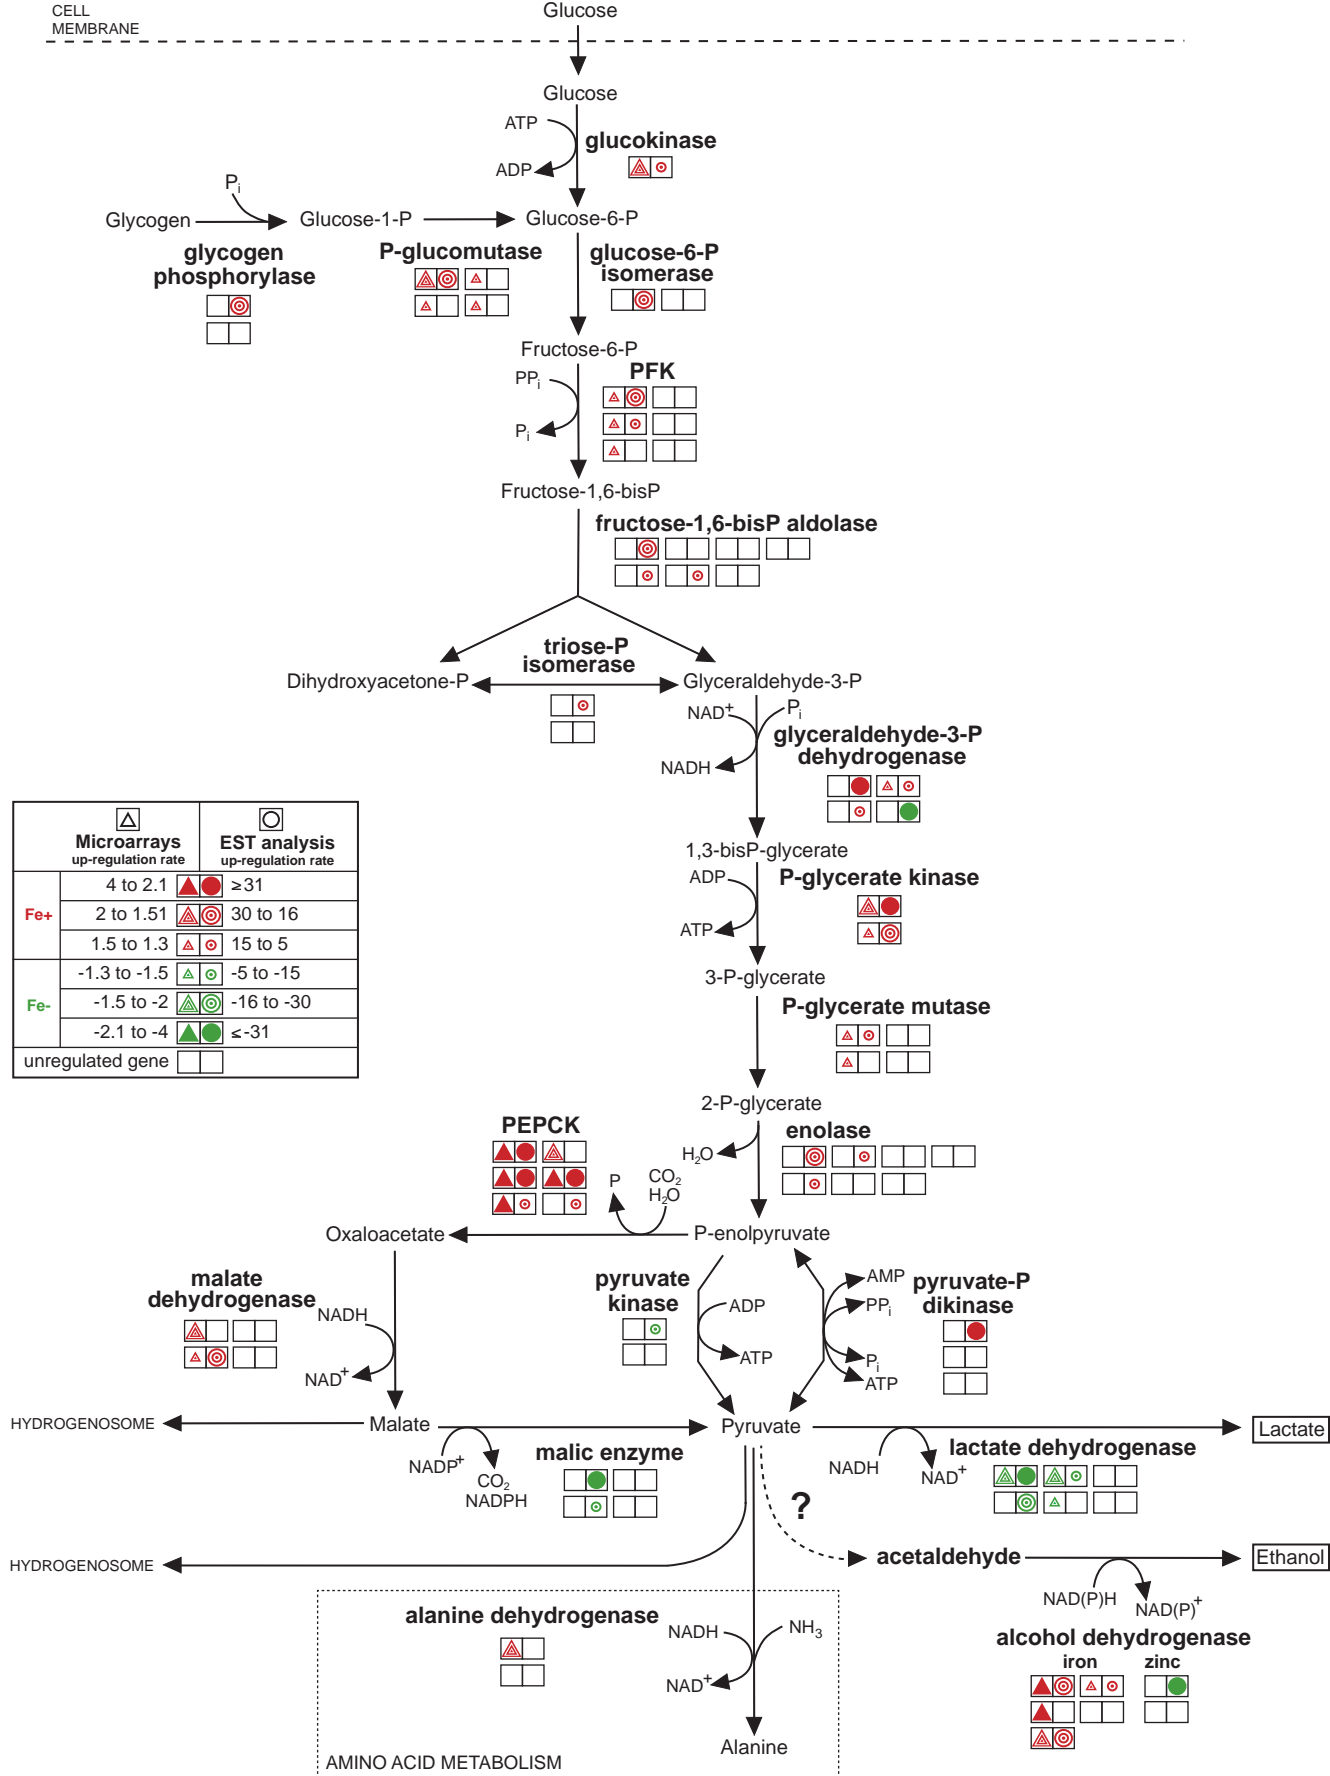 CELL
MEMBRANE
Glucose
Glucose
ATP
glucokinase
ADP
Pi
Glycogen
Glucose-1-P
Glucose-6-P
glycogen
phosphorylase
P-glucomutase
glucose-6-P
isomerase
Fructose-6-P
PPi
PFK
Pi
Fructose-1,6-bisP
fructose-1,6-bisP aldolase
triose-P
isomerase
Dihydroxyacetone-P
Glyceraldehyde-3-P
NAD+
Pi
glyceraldehyde-3-P
dehydrogenase
NADH
Microarrays
up-regulation rate
EST analysis
up-regulation rate
Fe+
4 to 2.1 ≥31
2 to 1.51 30 to 16
1.5 to 1.3 15 to 5
Fe-
-1.3 to -1.5 -5 to -15
-1.5 to -2 -16 to -30
-2.1 to -4 ≤-31
unregulated gene
1,3-bisP-glycerate
ADP
P-glycerate kinase
ATP
3-P-glycerate
P-glycerate mutase
2-P-glycerate
PEPCK
enolase
H2O
P
CO2
H2O
Oxaloacetate
P-enolpyruvate
malate
dehydrogenase
NADH
NAD+
pyruvate
kinase
ADP
ATP
AMP
PPi
Pi
ATP
pyruvate-P
dikinase
HYDROGENOSOME
Malate
Pyruvate
Lactate
NADP+
CO2
NADPH
malic enzyme
NADH
NAD+
lactate dehydrogenase
?
HYDROGENOSOME
acetaldehyde
Ethanol
NAD(P)H
NAD(P)+
alanine dehydrogenase
NADH
NH3
NAD+
alcohol dehydrogenase
iron zinc
Alanine
AMINO ACID METABOLISM